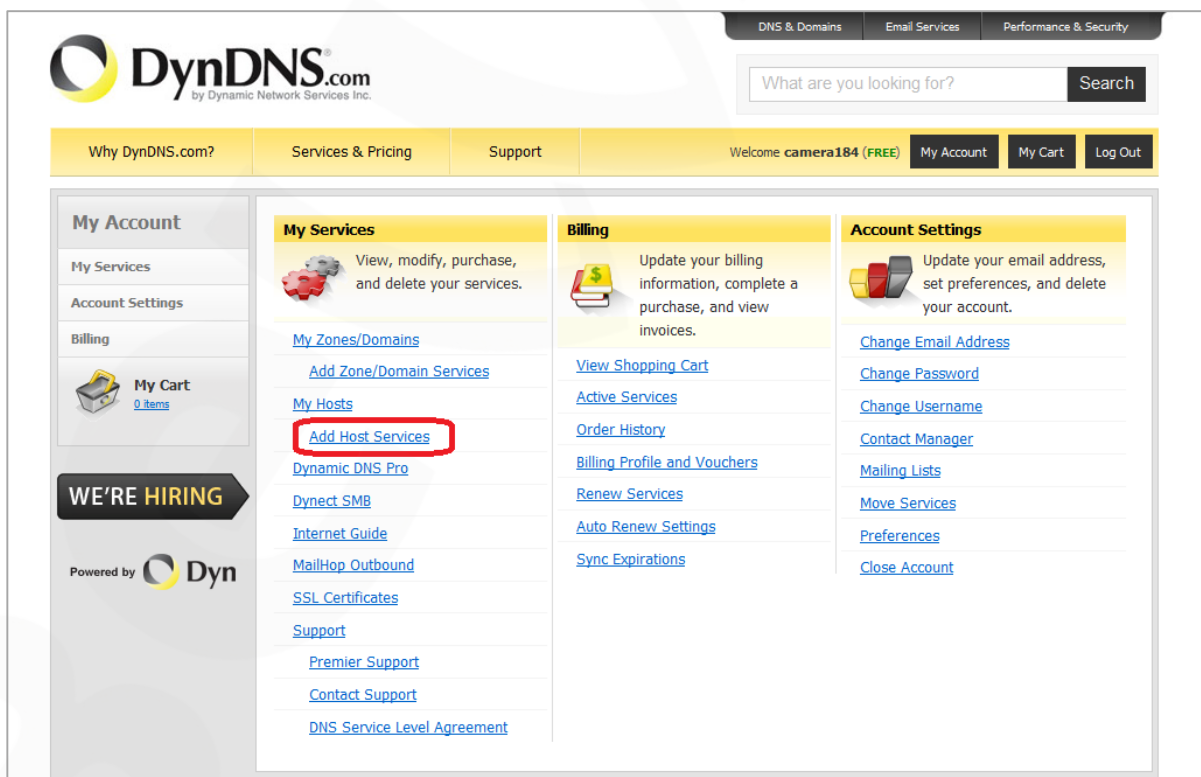 DNS & Domains Email Services Performance & Security
DynDNS.com
by Dynamic Network Services Inc.
What are you looking for? Search
Why DynDNS.com? Services & Pricing Support Welcome camera184 (FREE) My Account My Cart Log Out
My Account
My Services
Account Settings
Billing
My Cart
0 items
WE'RE HIRING
Powered by Dyn
My Services
View, modify, purchase,
and delete your services.
My Zones/Domains
Add Zone/Domain Services
My Hosts
Add Host Services
Dynamic DNS Pro
Dynect SMB
Internet Guide
MailHop Outbound
SSL Certificates
Support
Premier Support
Contact Support
DNS Service Level Agreement
Billing
Update your billing
information, complete a
purchase, and view
invoices.
View Shopping Cart
Active Services
Order History
Billing Profile and Vouchers
Renew Services
Auto Renew Settings
Sync Expirations
Account Settings
Update your email address,
set preferences, and delete
your account.
Change Email Address
Change Password
Change Username
Contact Manager
Mailing Lists
Move Services
Preferences
Close Account